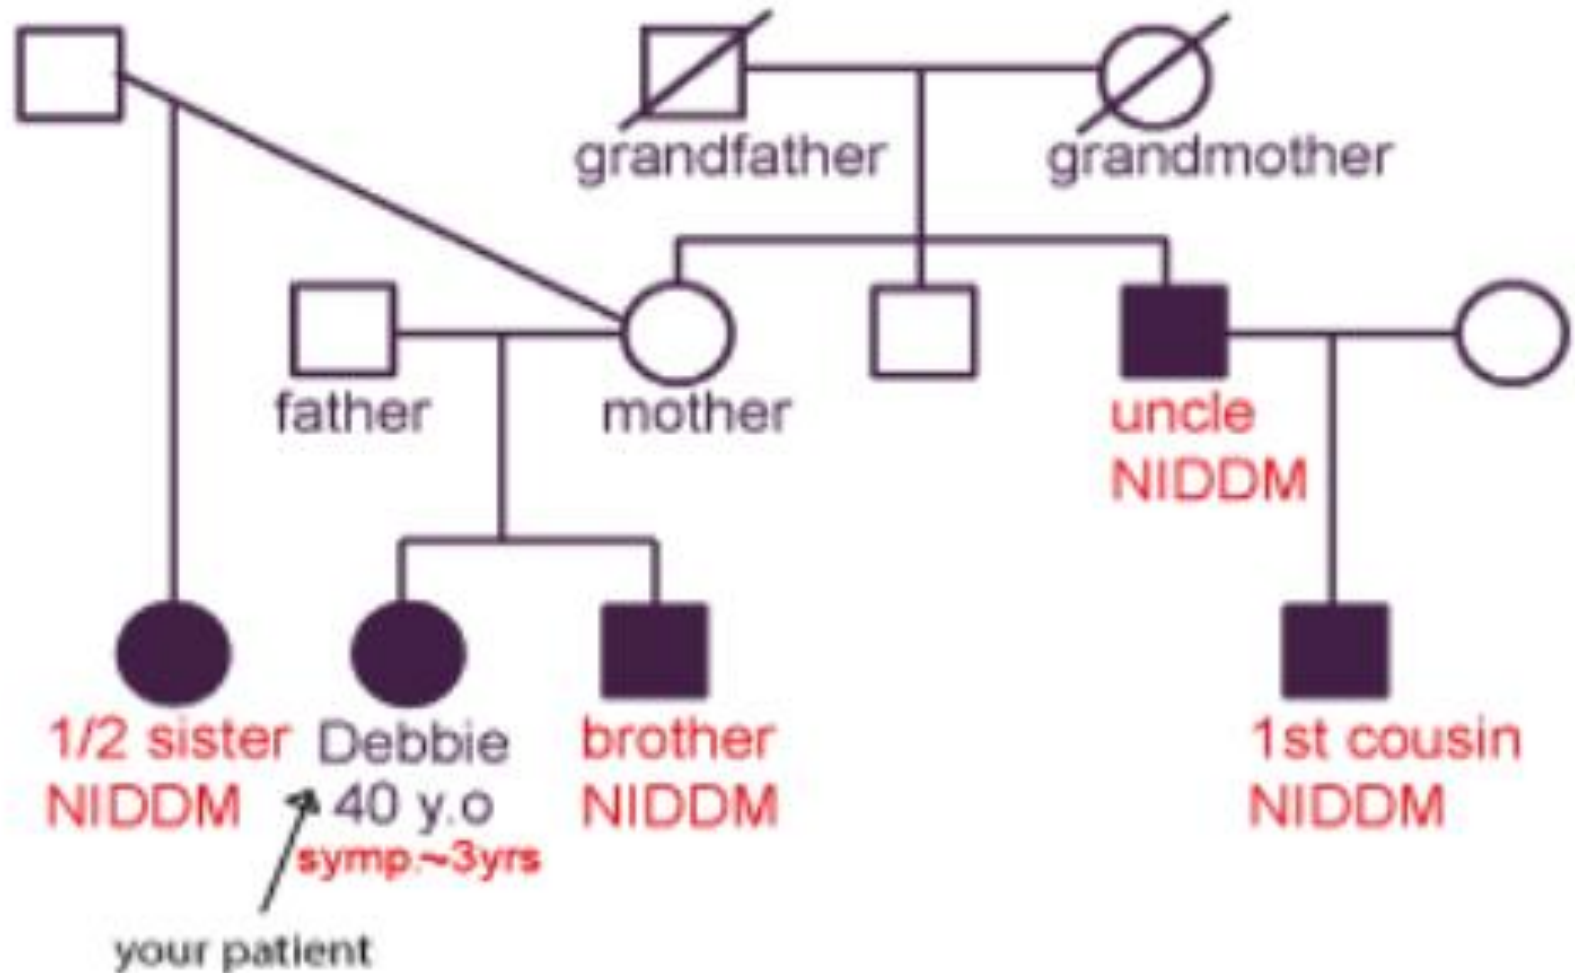 grandfather
grandmother
father
mother
uncle
NIDDM
1/2 sister
NIDDM
Debbie
40 y.o
symp.~3yrs
brother
NIDDM
1st cousin
NIDDM
your patient